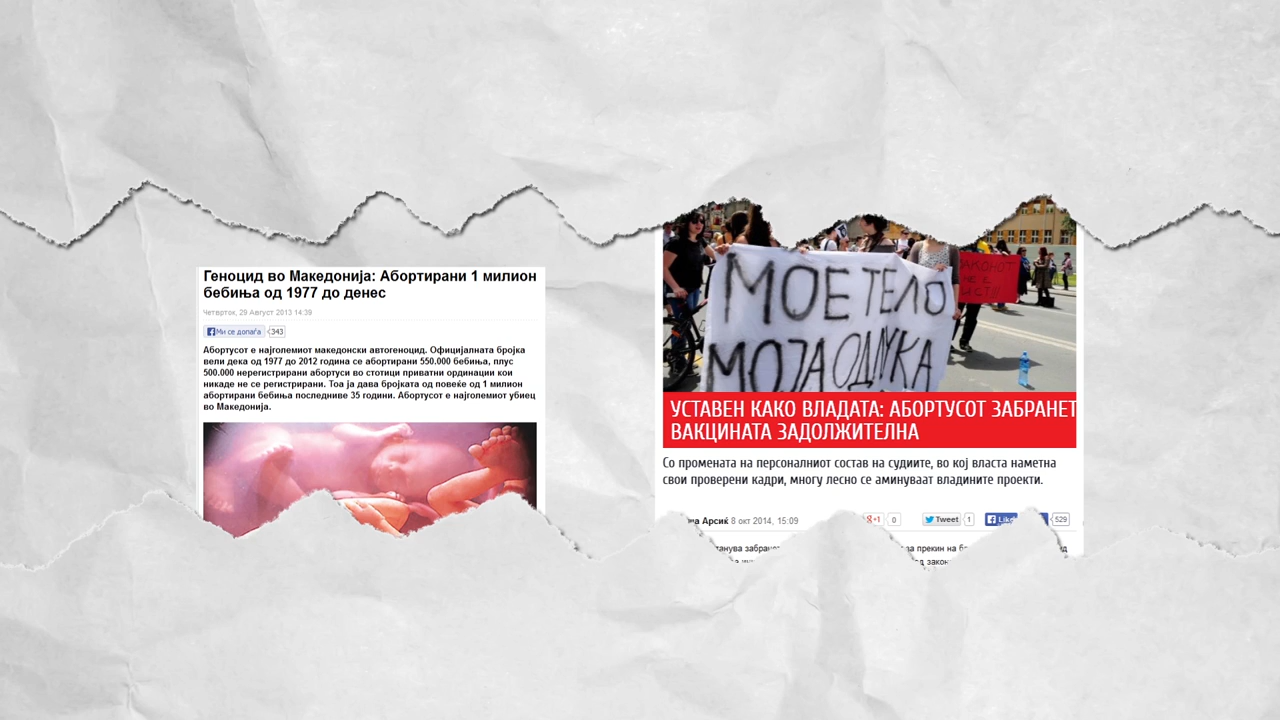 Геноцид во Македонија: Абортирани 1 милион
бебиња од 1977 до денес
Четврток, 29 Август 2013 14:39
Ми се допаѓа 343
Абортусот е најголемиот македонски автогеноцид. Официјалната бројка
вели дека од 1977 до 2012 година се абортирани 550.000 бебиња, плус
500.000 нерегистрирани абортуси во стотици приватни ординации кои
никаде не се регистрирани. Тоа ја дава бројката од повеќе од 1 милион
абортирани бебиња последниве 35 години. Абортусот е најголемиот убиец
во Македонија.
МОЕ ТЕЛО
МОЈА ОДЛУКА
УСТАВЕН КАКО ВЛАДАТА: АБОРТУСОТ ЗАБРАНЕТ
ВАКЦИНАТА ЗАДОЛЖИТЕЛНА
Со промената на персоналниот состав на судиите, во кој власта наметна
свои проверени кадри, многу лесно се аминуваат владините проекти.
Арсиќ 8 окт 2014, 15:09
+1 0 Tweet 1 Like 529
за прекин на